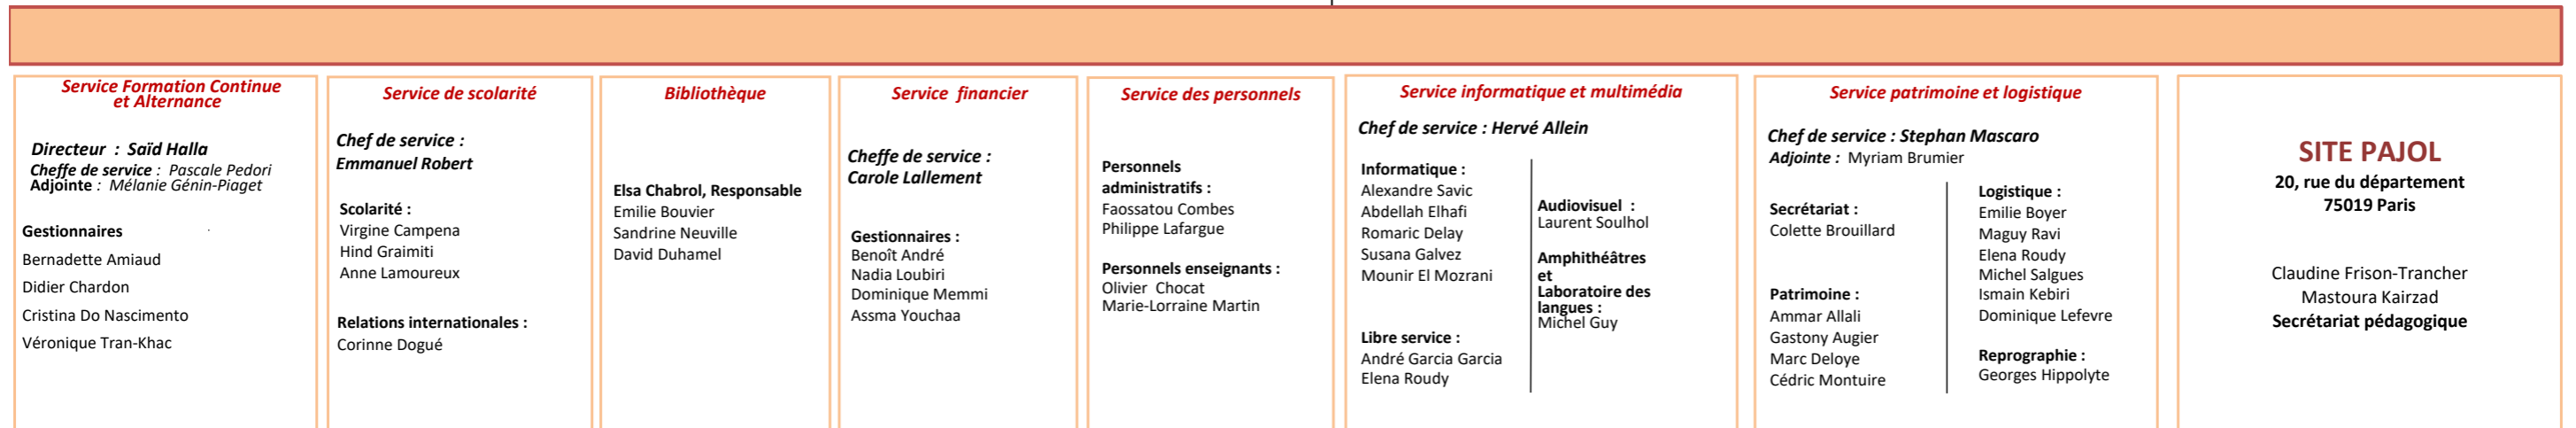 Service Formation Continue
et Alternance
Directeur : Saïd Halla
Cheffe de service : Pascale Pedori
Adjointe : Mélanie Génin-Piaget
Gestionnaires
Bernadette Amiaud
Didier Chardon
Cristina Do Nascimento
Véronique Tran-Khac
Service de scolarité
Chef de service :
Emmanuel Robert
Scolarité :
Virgine Campena
Hind Graimiti
Anne Lamoureux
Relations internationales :
Corinne Dogué
Bibliothèque
Elsa Chabrol, Responsable
Emilie Bouvier
Sandrine Neuville
David Duhamel
Service financier
Cheffe de service :
Carole Lallement
Gestionnaires :
Benoît André
Nadia Loubiri
Dominique Memmi
Assma Youchaa
Service des personnels
Personnels
administratifs :
Faossatou Combes
Philippe Lafargue
Personnels enseignants :
Olivier Chocat
Marie-Lorraine Martin
Service informatique et multimédia
Chef de service : Hervé Allein
Informatique :
Alexandre Savic
Abdellah Elhafi
Romaric Delay
Susana Galvez
Mounir El Mozrani
Libre service :
André Garcia Garcia
Elena Roudy
Audiovisuel :
Laurent Soulhol
Amphithéâtres
et
Laboratoire des
langues :
Michel Guy
Service patrimoine et logistique
Chef de service : Stephan Mascaro
Adjointe : Myriam Brumier
Secrétariat :
Colette Brouillard
Patrimoine :
Ammar Allali
Gastony Augier
Marc Deloye
Cédric Montuire
Logistique :
Emilie Boyer
Maguy Ravi
Elena Roudy
Michel Salgues
Ismain Kebiri
Dominique Lefevre
Reprographie :
Georges Hippolyte
SITE PAJOL
20, rue du département
75019 Paris
Claudine Frison-Trancher
Mastoura Kairzad
Secrétariat pédagogique